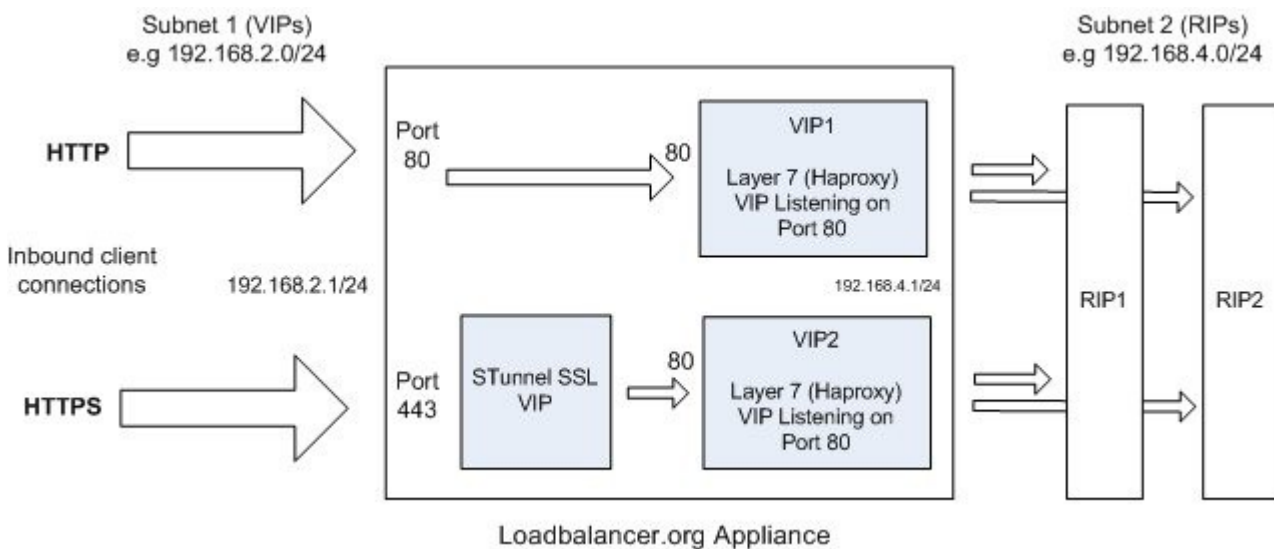 Subnet 1 (VIPs)
e.g 192.168.2.0/24
Subnet 2 (RIPs)
e.g 192.168.4.0/24
HTTP
Port
80
80
VIP1
Layer 7 (Haproxy)
VIP Listening on
Port 80
Inbound client
connections
192.168.2.1/24
192.168.4.1/24
RIP1
RIP2
HTTPS
Port
443
STunnel SSL
VIP
80
VIP2
Layer 7 (Haproxy)
VIP Listening on
Port 80
Loadbalancer.org Appliance